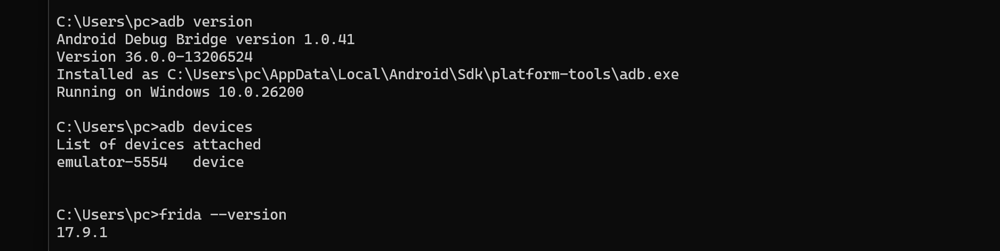 C:\Users\pc>adb version
Android Debug Bridge version 1.0.41
Version 36.0.0-13206524
Installed as C:\Users\pc\AppData\Local\Android\Sdk\platform-tools\adb.exe
Running on Windows 10.0.26200
C:\Users\pc>adb devices
List of devices attached
emulator-5554   device
C:\Users\pc>frida --version
17.9.1